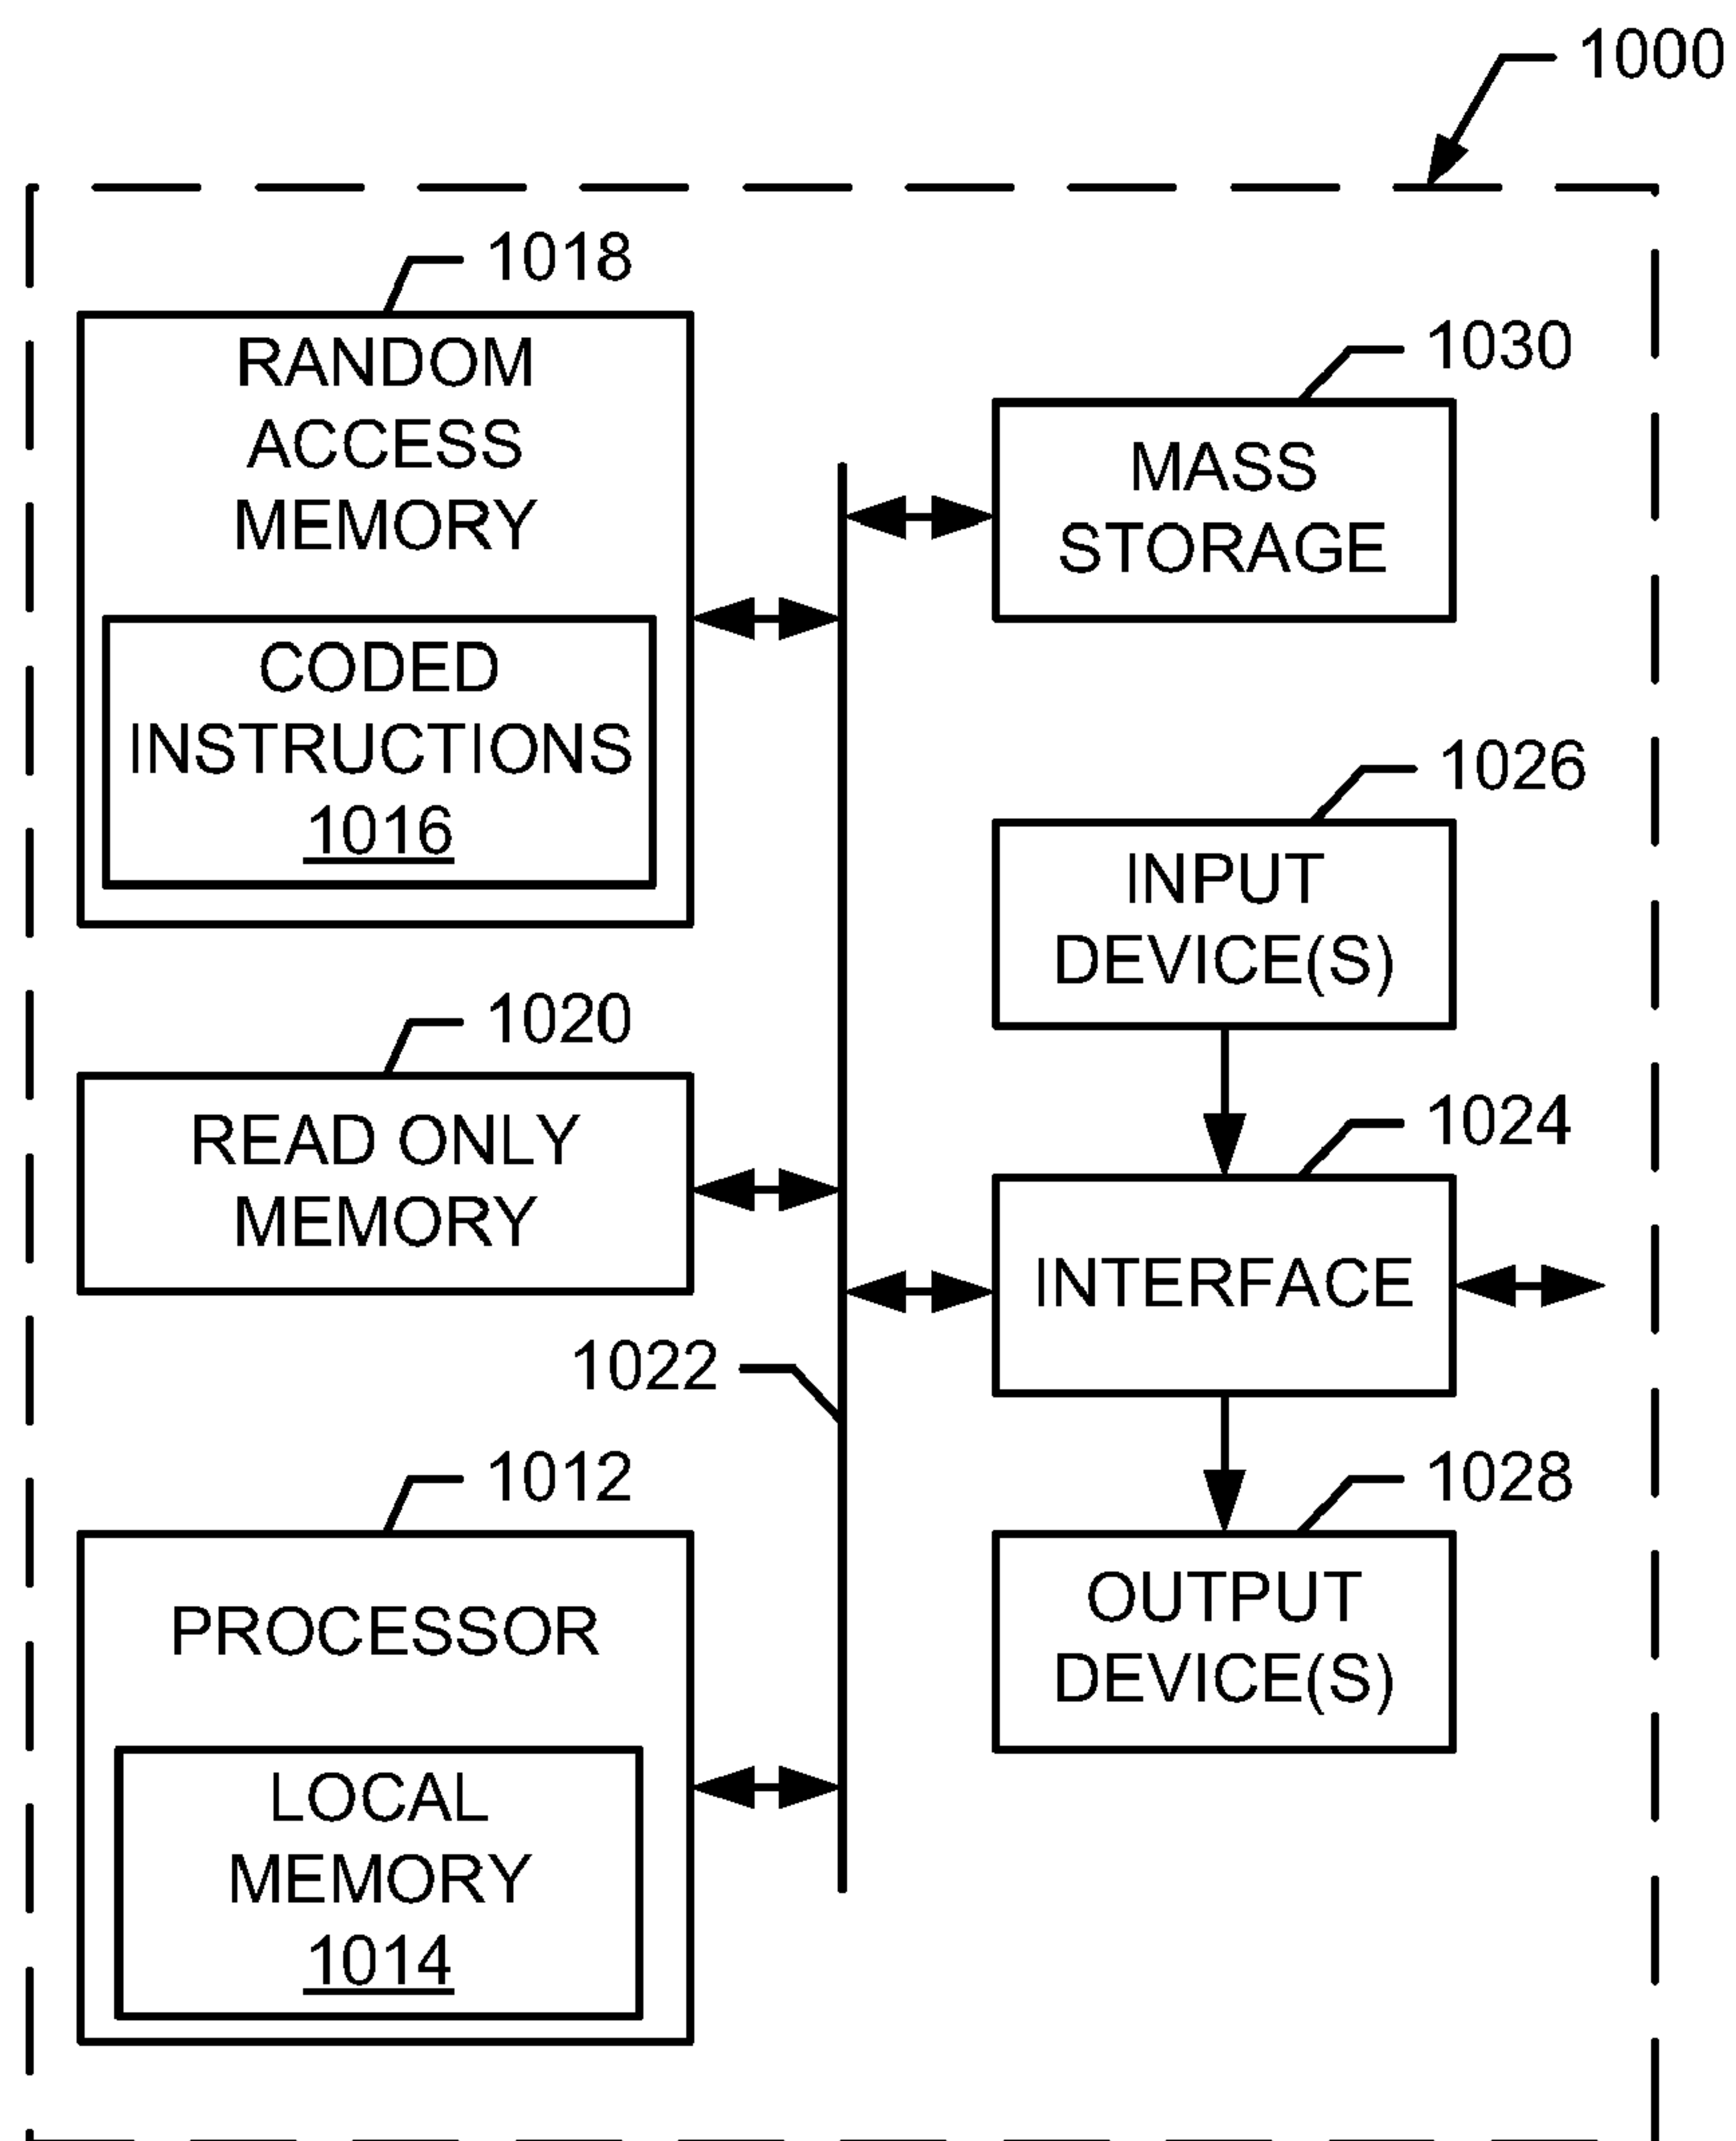 1000
1018
RANDOM
ACCESS
MEMORY
CODED
INSTRUCTIONS
1016
1030
MASS
STORAGE
1026
INPUT
DEVICE(S)
1020
READ ONLY
MEMORY
1024
INTERFACE
1022
1012
PROCESSOR
LOCAL
MEMORY
1014
1028
OUTPUT
DEVICE(S)